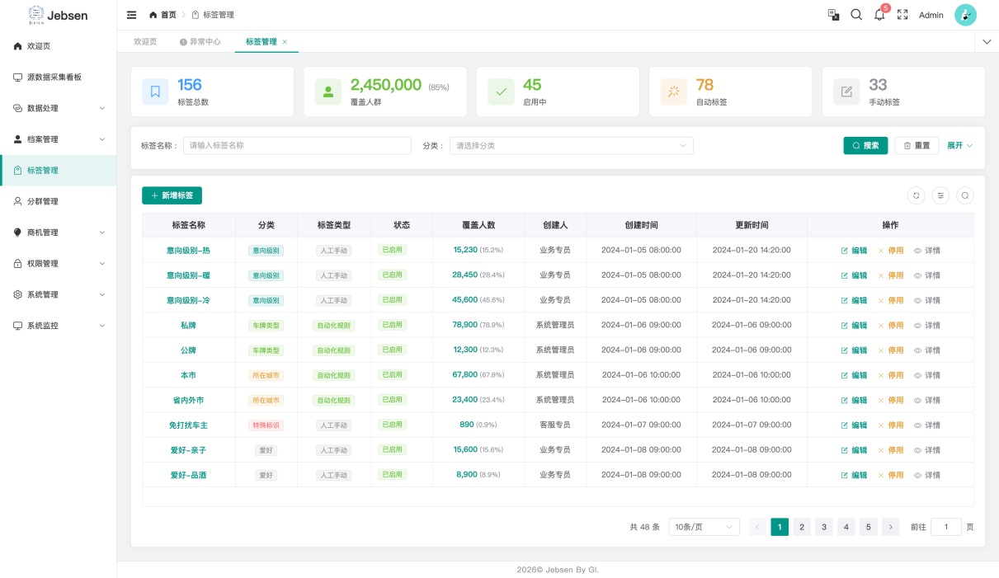 JEBSEN Jebsen
首页 标签管理
5
Admin
欢迎页
异常中心
标签管理
欢迎页
源数据采集看板
数据处理
档案管理
标签管理
分群管理
商机管理
权限管理
系统管理
系统监控
156
标签总数
2,450,000 (85%)
覆盖人群
45
启用中
78
自动标签
33
手动标签
标签名称： 请输入标签名称 分类： 请选择分类 搜索 重置 展开
新增标签
标签名称 分类 标签类型 状态 覆盖人数 创建人 创建时间 更新时间 操作
意向级别-热 意向级别 人工手动 已启用 15,230 (15.2%) 业务专员 2024-01-05 08:00:00 2024-01-20 14:20:00 编辑 停用 详情
意向级别-暖 意向级别 人工手动 已启用 28,450 (28.4%) 业务专员 2024-01-05 08:00:00 2024-01-20 14:20:00 编辑 停用 详情
意向级别-冷 意向级别 人工手动 已启用 45,600 (45.6%) 业务专员 2024-01-05 08:00:00 2024-01-20 14:20:00 编辑 停用 详情
私牌 车牌类型 自动化规则 已启用 78,900 (78.9%) 系统管理员 2024-01-06 09:00:00 2024-01-06 09:00:00 编辑 停用 详情
公牌 车牌类型 自动化规则 已启用 12,300 (12.3%) 系统管理员 2024-01-06 09:00:00 2024-01-06 09:00:00 编辑 停用 详情
本市 所在城市 自动化规则 已启用 67,800 (67.8%) 系统管理员 2024-01-06 10:00:00 2024-01-06 10:00:00 编辑 停用 详情
省内外市 所在城市 自动化规则 已启用 23,400 (23.4%) 系统管理员 2024-01-06 10:00:00 2024-01-06 10:00:00 编辑 停用 详情
免打扰车主 特殊标识 人工手动 已启用 890 (0.9%) 客服专员 2024-01-07 09:00:00 2024-01-07 09:00:00 编辑 停用 详情
爱好-亲子 爱好 人工手动 已启用 15,600 (15.6%) 业务专员 2024-01-08 09:00:00 2024-01-08 09:00:00 编辑 停用 详情
爱好-品酒 爱好 人工手动 已启用 8,900 (8.9%) 业务专员 2024-01-08 09:00:00 2024-01-08 09:00:00 编辑 停用 详情
共 48 条 10条/页 1 2 3 4 5 前往 1 页
2026© Jebsen By GI.